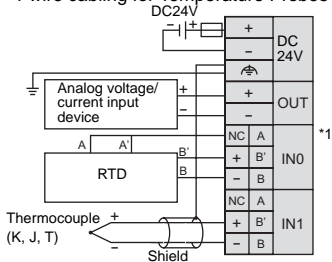 4-wire cabling for Temperature Probes
DC24V
− + + DC 24V
−
Analog voltage/
current input
device
+ + OUT
− −
NC A *1
A A' B' + B' IN0
RTD B − B
NC A
Thermocouple + + B' IN1
(K, J, T) − − B
Shield